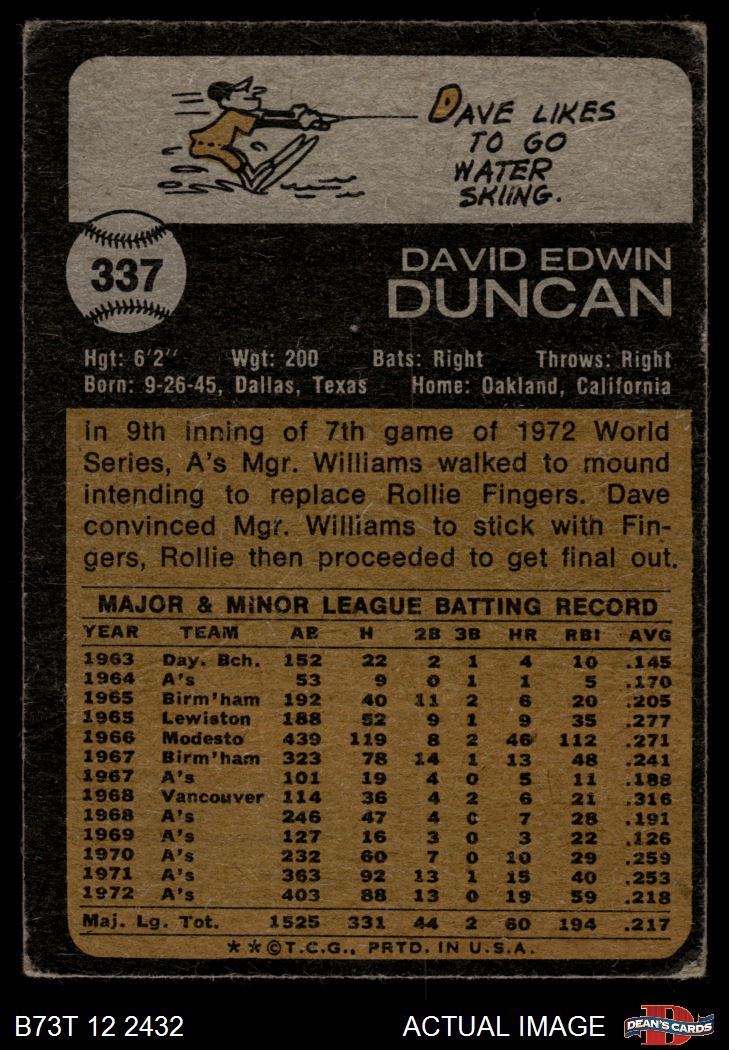 DAVE LIKES
TO GO
WATER
SKIING.
337
DAVID EDWIN
DUNCAN
Hgt: 6'2" Wgt: 200 Bats: Right Throws: Right
Born: 9-26-45, Dallas, Texas Home: Oakland, California
In 9th inning of 7th game of 1972 World
Series, A's Mgr. Williams walked to mound
intending to replace Rollie Fingers. Dave
convinced Mgr. Williams to stick with Fin-
gers, Rollie then proceeded to get final out.
MAJOR & MINOR LEAGUE BATTING RECORD
YEAR TEAM AB H 2B 3B HR RBI AVG
1963 Day. Bch. 152 22 2 1 4 10 .145
1964 A's 53 9 0 1 1 5 .170
1965 Birm'ham 192 40 11 2 6 20 .205
1965 Lewiston 188 52 9 1 9 35 .277
1966 Modesto 439 119 8 2 46 112 .271
1967 Birm'ham 323 78 14 1 13 48 .241
1967 A's 101 19 4 0 5 11 .188
1968 Vancouver 114 36 4 2 6 21 .316
1968 A's 246 47 4 0 7 28 .191
1969 A's 127 16 3 0 3 22 .126
1970 A's 232 60 7 0 10 29 .259
1971 A's 363 92 13 1 15 40 .253
1972 A's 403 88 13 0 19 59 .218
Maj. Lg. Tot. 1525 331 44 2 60 194 .217
**©T.C.G., PRTD. IN U.S.A.
B73T 12 2432 ACTUAL IMAGE D DEAN'S CARDS